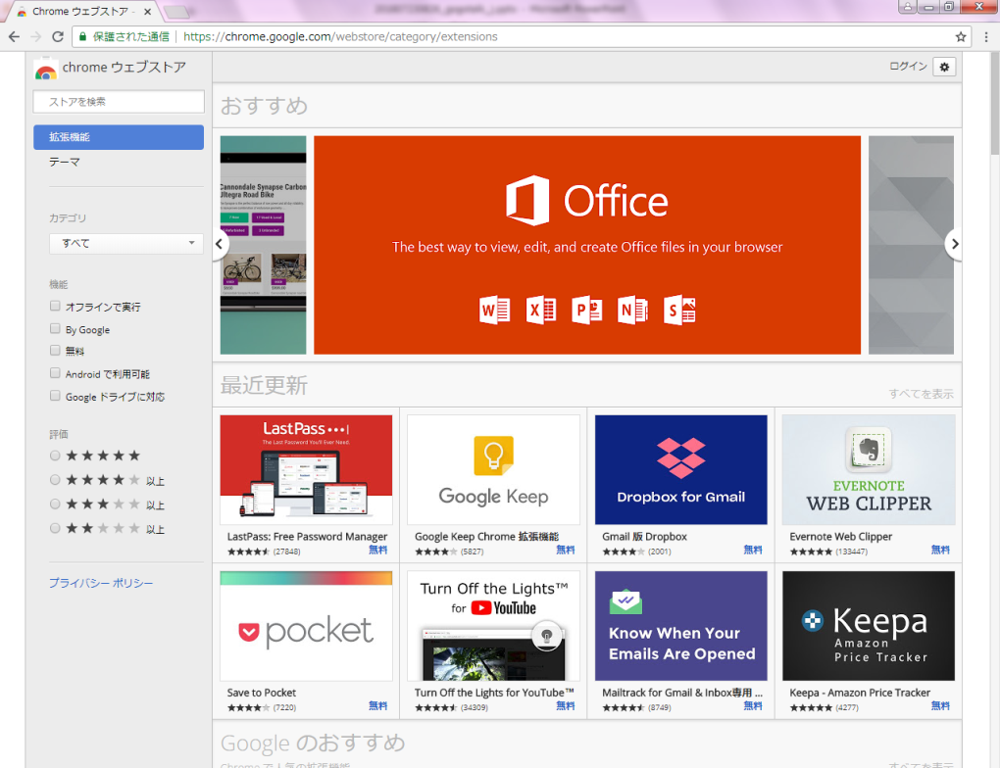 Chrome ウェブストア -
保護された通信
https://chrome.google.com/webstore/category/extensions
chrome ウェブストア
ログイン
ストアを検索
拡張機能
テーマ
カテゴリ
すべて
機能
オフラインで実行
By Google
無料
Android で利用可能
Google ドライブに対応
評価
★★★★★
★★★★★ 以上
★★★★★ 以上
★★★★★ 以上
プライバシー ポリシー
おすすめ
Cannondale Synapse Carbon
Ultegra Road Bike
Office
The best way to view, edit, and create Office files in your browser
W X P N S
最近更新
すべてを表示
LastPass
The Last Password You'll Ever Need.
LastPass: Free Password Manager
(27848)
無料
Google Keep
Google Keep Chrome 拡張機能
(5827)
無料
Dropbox for Gmail
Gmail 版 Dropbox
(2001)
無料
EVERNOTE
WEB CLIPPER
Evernote Web Clipper
(133447)
無料
pocket
Save to Pocket
(7220)
無料
Turn Off the Lights™
for YouTube
Turn Off the Lights for YouTube™
(34309)
無料
Know When Your
Emails Are Opened
Mailtrack for Gmail & Inbox専用 ...
(8749)
無料
Keepa
Amazon
Price Tracker
Keepa - Amazon Price Tracker
(4277)
無料
Google のおすすめ
Chrome で人気の拡張機能
すべてを表示